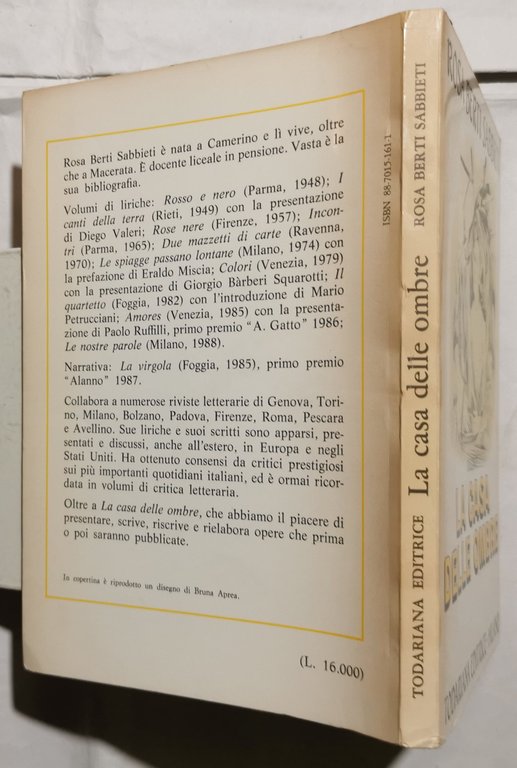 Rosa Berti Sabbieti è nata a Camerino e lì vive, oltre
che a Macerata. È docente liceale in pensione. Vasta è la
sua bibliografia.
Volumi di liriche: Rosso e nero (Parma, 1948); I
canti della terra (Rieti, 1949) con la presentazione
di Diego Valeri; Rose nere (Firenze, 1957); Incon-
tri (Parma, 1965); Due mazzetti di carte (Ravenna,
1970); Le spiagge passano lontane (Milano, 1974) con
la prefazione di Eraldo Miscia; Colori (Venezia, 1979)
con la presentazione di Giorgio Bàrberi Squarotti; Il
quartetto (Foggia, 1982) con l'introduzione di Mario
Petrucciani; Amores (Venezia, 1985) con la presenta-
zione di Paolo Ruffilli, primo premio "A. Gatto" 1986;
Le nostre parole (Milano, 1988).
Narrativa: La virgola (Foggia, 1985), primo premio
"Alanno" 1987.
Collabora a numerose riviste letterarie di Genova, Tori-
no, Milano, Bolzano, Padova, Firenze, Roma, Pescara
e Avellino. Sue liriche e suoi scritti sono apparsi, pre-
sentati e discussi, anche all'estero, in Europa e negli
Stati Uniti. Ha ottenuto consensi da critici prestigiosi
sui più importanti quotidiani italiani, ed è ormai ricor-
data in volumi di critica letteraria.
Oltre a La casa delle ombre, che abbiamo il piacere di
presentare, scrive, riscrive e rielabora opere che prima
o poi saranno pubblicate.
In copertina è riprodotto un disegno di Bruna Aprea.
(L. 16.000)
ISBN 88-7015-161-1
TODARIANA EDITRICE La casa delle ombre ROSA BERTI SABBIETI
ROSA BERTI
LA CASA
DELLE OMBRE
TODARIANA EDITRICE